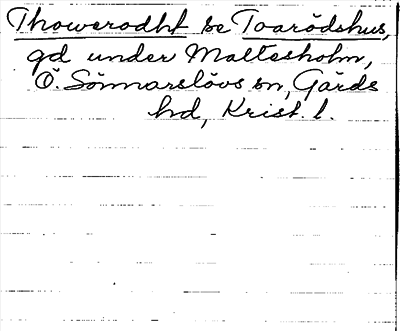 Thowerodht se Toarödshus,
gd under Maltesholm,
Ö. Sönnarslövs sn, Gärds
hd, Krist. l.